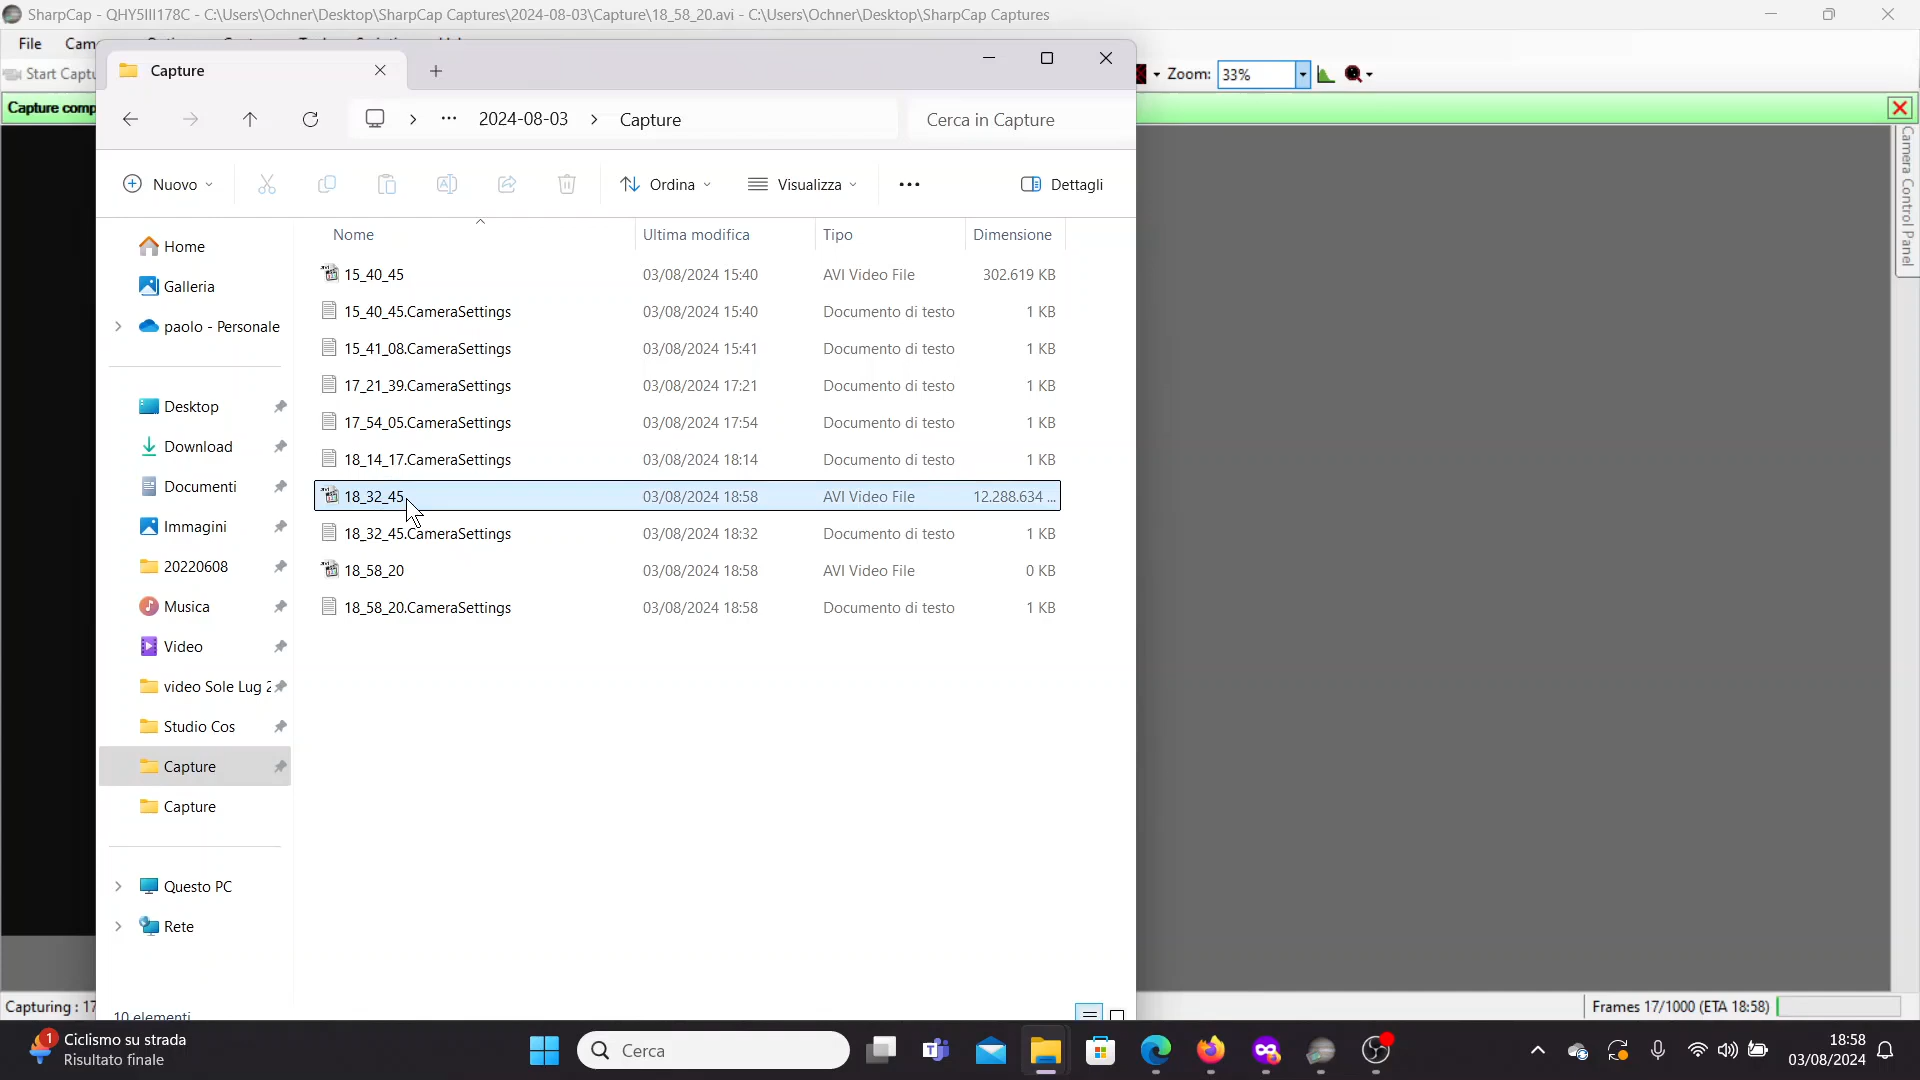 SharpCap - QHY5III178C - C:\Users\Ochner\Desktop\SharpCap Captures\2024-08-03\Capture\18_58_20.avi - C:\Users\Ochner\Desktop\SharpCap Captures
File
Start Captu
Zoom: 33%
Capture comp
Camera Control Panel
Capture
2024-08-03 Capture
Cerca in Capture
Nuovo
Ordina
Visualizza
Dettagli
Nome Ultima modifica Tipo Dimensione
15_40_45 03/08/2024 15:40 AVI Video File 302.619 KB
15_40_45.CameraSettings 03/08/2024 15:40 Documento di testo 1 KB
15_41_08.CameraSettings 03/08/2024 15:41 Documento di testo 1 KB
17_21_39.CameraSettings 03/08/2024 17:21 Documento di testo 1 KB
17_54_05.CameraSettings 03/08/2024 17:54 Documento di testo 1 KB
18_14_17.CameraSettings 03/08/2024 18:14 Documento di testo 1 KB
18_32_45 03/08/2024 18:58 AVI Video File 12.288.634 ...
18_32_45.CameraSettings 03/08/2024 18:32 Documento di testo 1 KB
18_58_20 03/08/2024 18:58 AVI Video File 0 KB
18_58_20.CameraSettings 03/08/2024 18:58 Documento di testo 1 KB
Home
Galleria
paolo - Personale
Desktop
Download
Documenti
Immagini
20220608
Musica
Video
video Sole Lug 2
Studio Cos
Capture
Capture
Questo PC
Rete
10 elementi
Capturing : 17
Frames 17/1000 (ETA 18:58)
1
Ciclismo su strada
Risultato finale
Cerca
18:58
03/08/2024